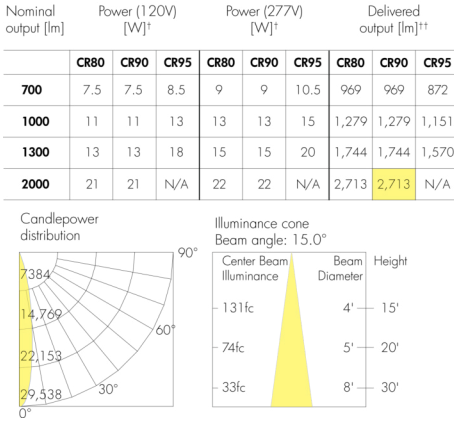 Nominal output [lm] Power (120V) [W]† Power (277V) [W]† Delivered output [lm]††
CR80 CR90 CR95 CR80 CR90 CR95 CR80 CR90 CR95
700 7.5 7.5 8.5 9 9 10.5 969 969 872
1000 11 11 13 13 13 15 1,279 1,279 1,151
1300 13 13 18 15 15 20 1,744 1,744 1,570
2000 21 21 N/A 22 22 N/A 2,713 2,713 N/A
Candlepower
distribution
90°
7384
14,769
60°
22,153
30°
29,538
0°
Illuminance cone
Beam angle: 15.0°
Center Beam Illuminance Beam Diameter Height
131fc 4' 15'
74fc 5' 20'
33fc 8' 30'